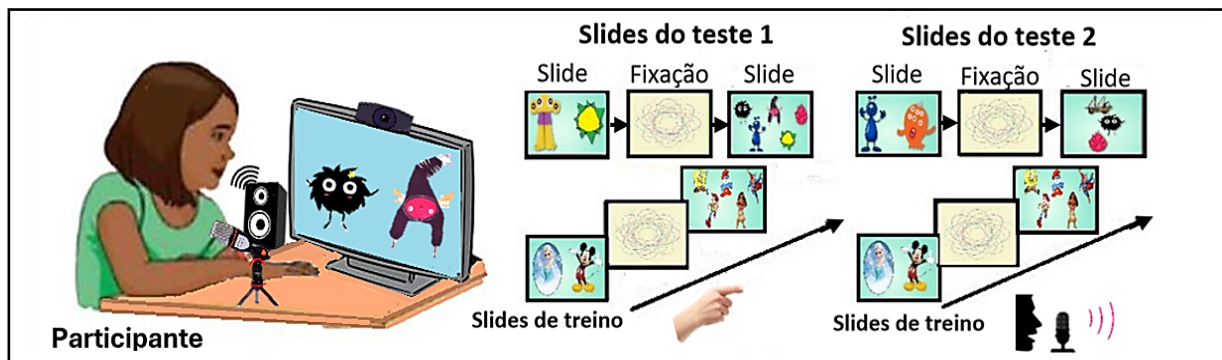 Slides do teste 1
Slide Fixação Slide
Slides de treino
Slides do teste 2
Slide Fixação Slide
Slides de treino
Participante